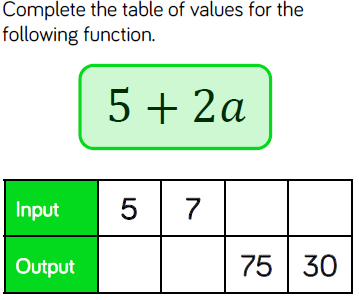 Complete the table of values for the
following function.
5 + 2a
Input 5 7
Output 75 30